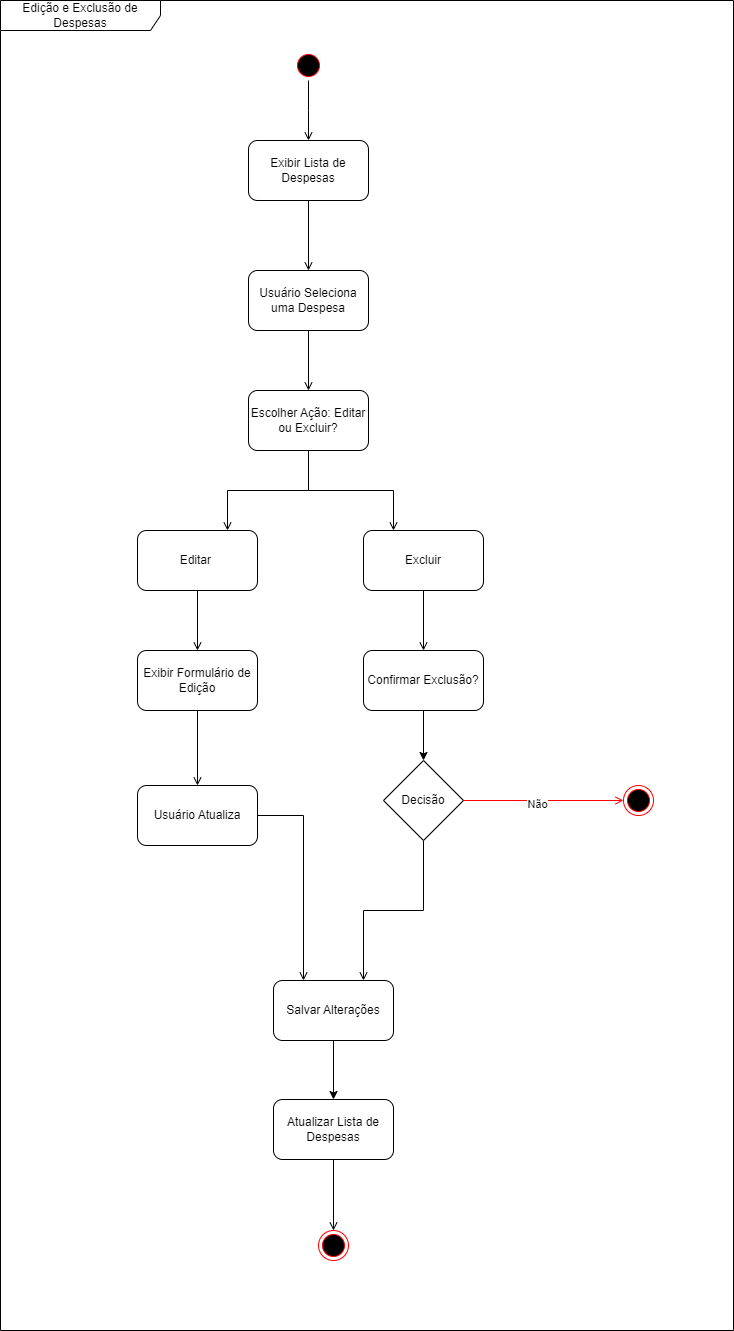 Edição e Exclusão de
Despesas
Exibir Lista de
Despesas
Usuário Seleciona
uma Despesa
Escolher Ação: Editar
ou Excluir?
Editar
Excluir
Exibir Formulário de
Edição
Confirmar Exclusão?
Usuário Atualiza
Decisão
Não
Salvar Alterações
Atualizar Lista de
Despesas